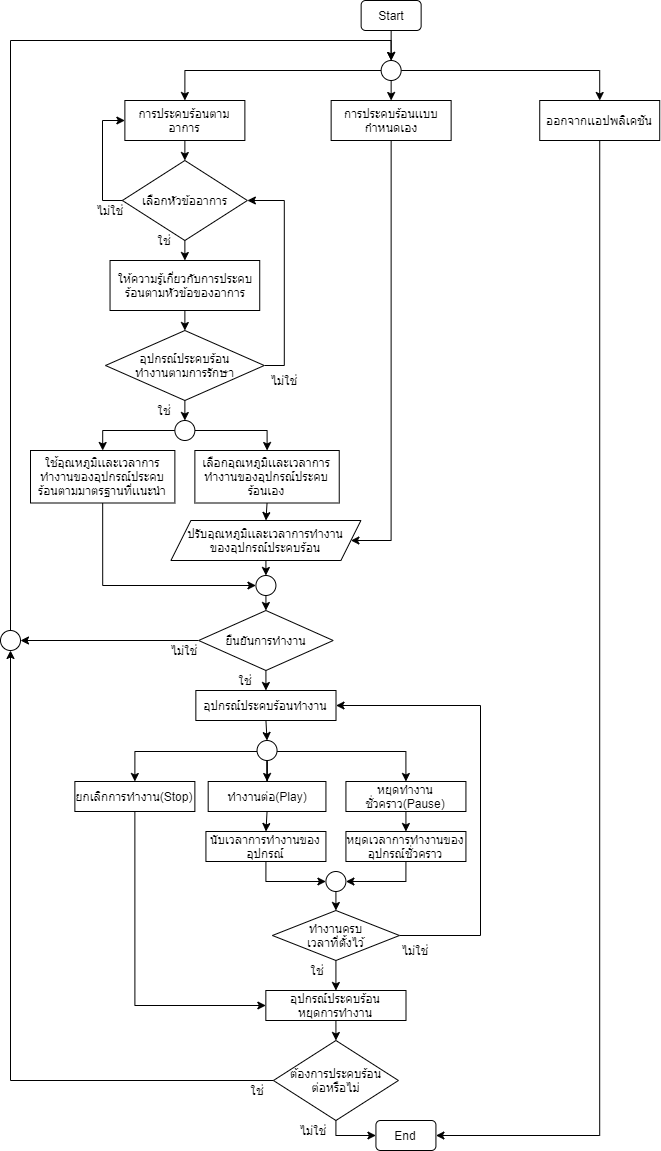 Start
การประคบร้อนตาม
อาการ
การประคบร้อนแบบ
กำหนดเอง
ออกจากแอปพลิเคชัน
เลือกหัวข้ออาการ
ไม่ใช่
ใช่
ให้ความรู้เกี่ยวกับการประคบ
ร้อนตามหัวข้อของอาการ
อุปกรณ์ประคบร้อน
ทำงานตามการรักษา
ไม่ใช่
ใช่
ใช้อุณหภูมิและเวลาการ
ทำงานของอุปกรณ์ประคบ
ร้อนตามมาตรฐานที่แนะนำ
เลือกอุณหภูมิและเวลาการ
ทำงานของอุปกรณ์ประคบ
ร้อนเอง
ปรับอุณหภูมิและเวลาการทำงาน
ของอุปกรณ์ประคบร้อน
ยืนยันการทำงาน
ไม่ใช่
ใช่
อุปกรณ์ประคบร้อนทำงาน
ยกเลิกการทำงาน(Stop)
ทำงานต่อ(Play)
หยุดทำงาน
ชั่วคราว(Pause)
นับเวลาการทำงานของ
อุปกรณ์
หยุดเวลาการทำงานของ
อุปกรณ์ชั่วคราว
ทำงานครบ
เวลาที่ตั้งไว้
ไม่ใช่
ใช่
อุปกรณ์ประคบร้อน
หยุดการทำงาน
ต้องการประคบร้อน
ต่อหรือไม่
ใช่
ไม่ใช่
End